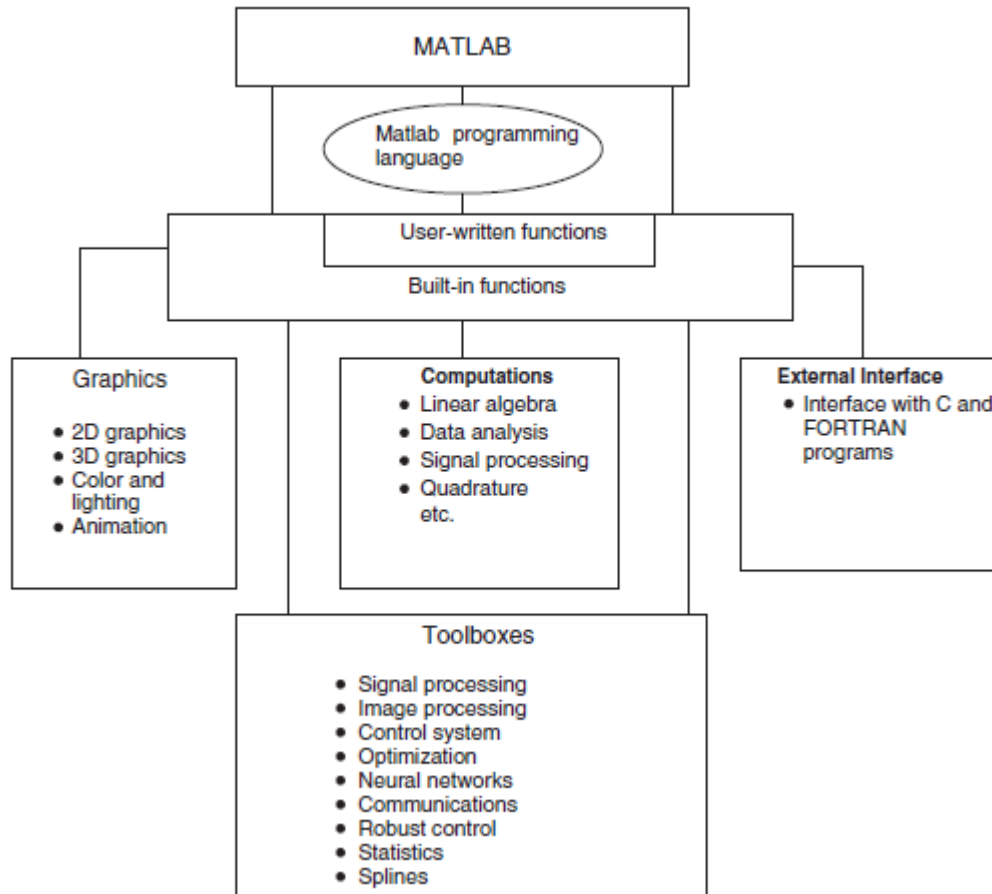 MATLAB
Matlab programming
language
User-written functions
Built-in functions
Graphics
● 2D graphics
● 3D graphics
● Color and
lighting
● Animation
Computations
● Linear algebra
● Data analysis
● Signal processing
● Quadrature
etc.
External Interface
● Interface with C and
FORTRAN
programs
Toolboxes
● Signal processing
● Image processing
● Control system
● Optimization
● Neural networks
● Communications
● Robust control
● Statistics
● Splines